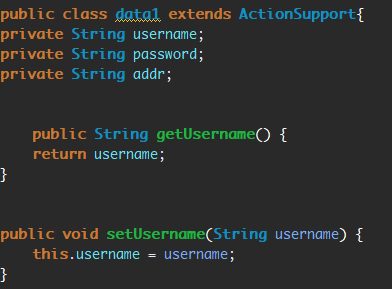 public class data1 extends ActionSupport{
private String username;
private String password;
private String addr;
public String getUsername() {
return username;
}
public void setUsername(String username) {
this.username = username;
}